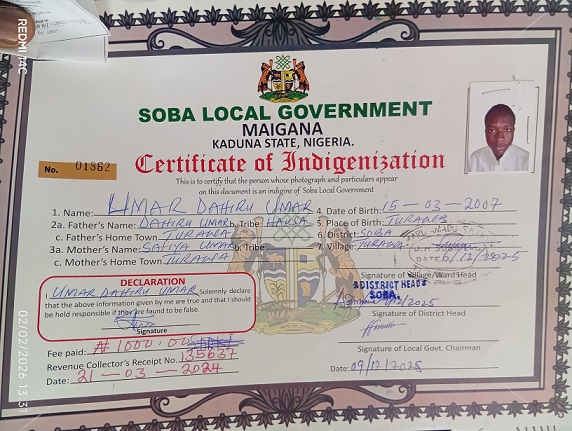 SOBA LOCAL GOVERNMENT
MAIGANA
KADUNA STATE, NIGERIA.
No. 01862
Certificate of Indigenization
This is to certify that the person whose photograph and particulars appear
on this document is an indigine of Soba Local Government
1. Name: UMAR DAHIRU UMAR
2a. Father's Name: DAHIRU UMAR b. Tribe HAUSA
c. Father's Home Town TURAWA
3a. Mother's Name: SAFIYA UMAR b. Tribe
c. Mother's Home Town TURAWA
4. Date of Birth: 15-03-2007
5. Place of Birth: TURAWA
6. District: SOBA
7. Village: TURAWA
DATE 6/12/2025
Signature of Village/Ward Head
DISTRICT HEAD
SOBA.
Signature of District Head
Signature of Local Govt. Chairman
Date: 09/12/2025
DECLARATION
UMAR DAHIRU UMAR Solemnly declare
that the above information given by me are true and that I should
be held responsible if they are found to be false.
Signature
Fee paid: ₦ 1000.00
Revenue Collector's Receipt No. 135637
Date: 21-03-2024
REDMI 14C
02/02/2026 13:31